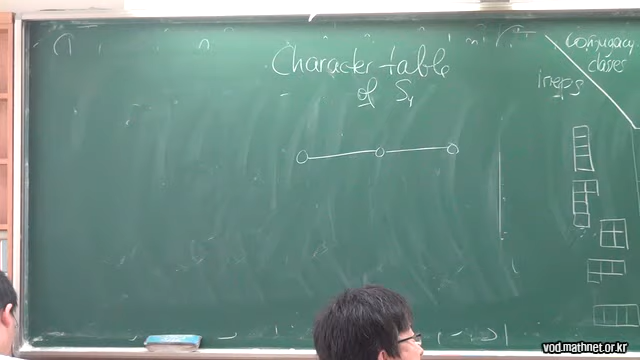 Character table
of S₄
Conjugacy
classes
irreps
vod.mathnet.or.kr